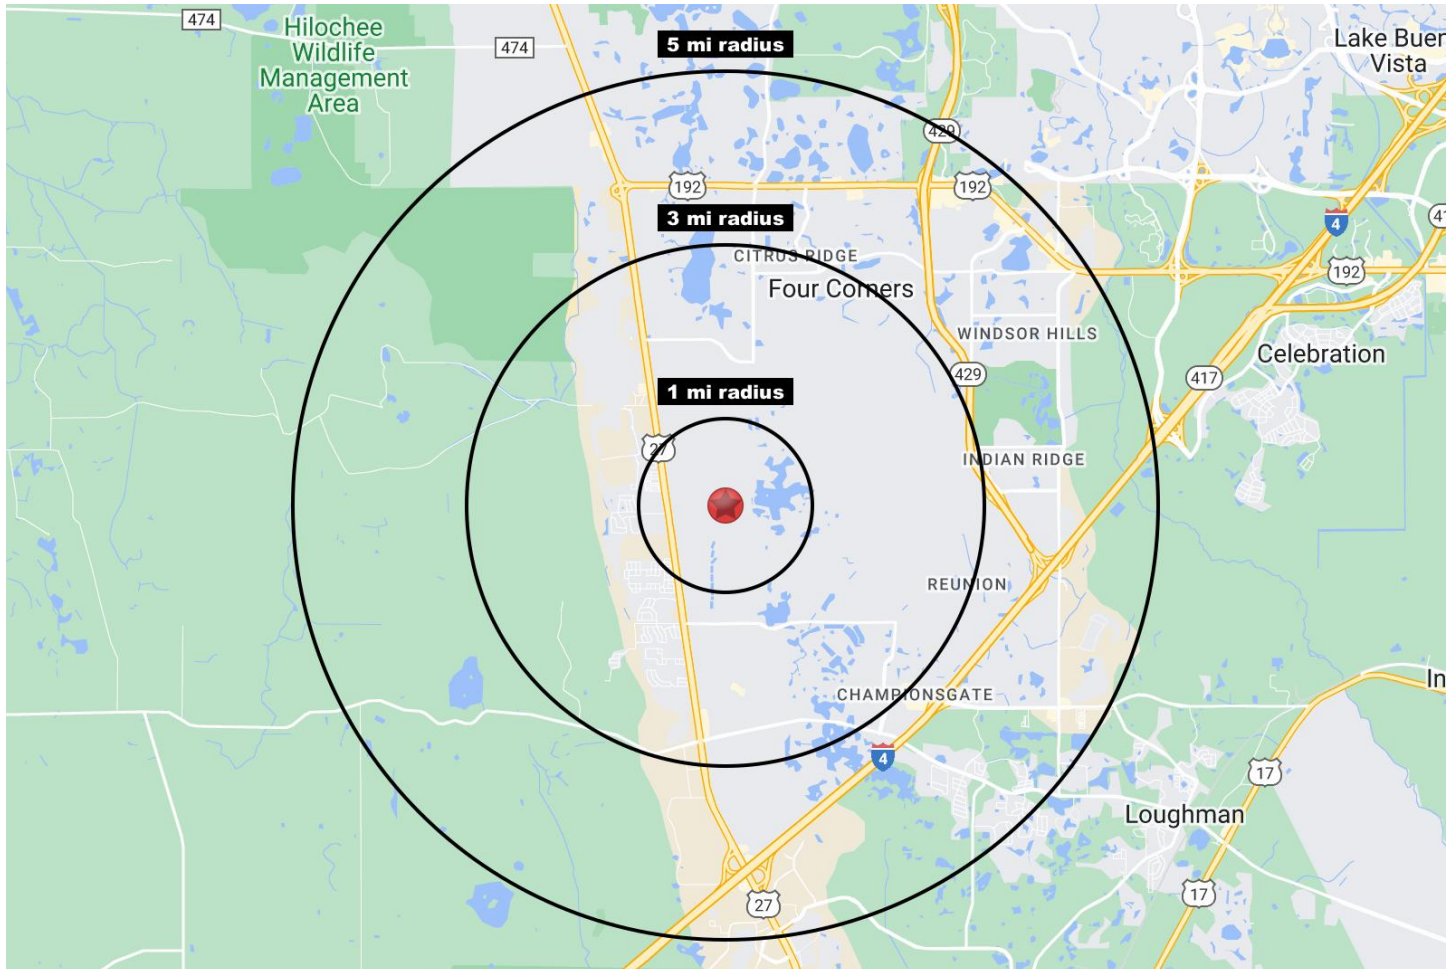 474
Hilochee
Wildlife
Management
Area
474
5 mi radius
Lake Buen
Vista
429
192
192
3 mi radius
4
41
CITRUS RIDGE
192
Four Corners
WINDSOR HILLS
Celebration
429
417
1 mi radius
27
INDIAN RIDGE
REUNION
In
CHAMPIONSGATE
4
17
Loughman
17
27